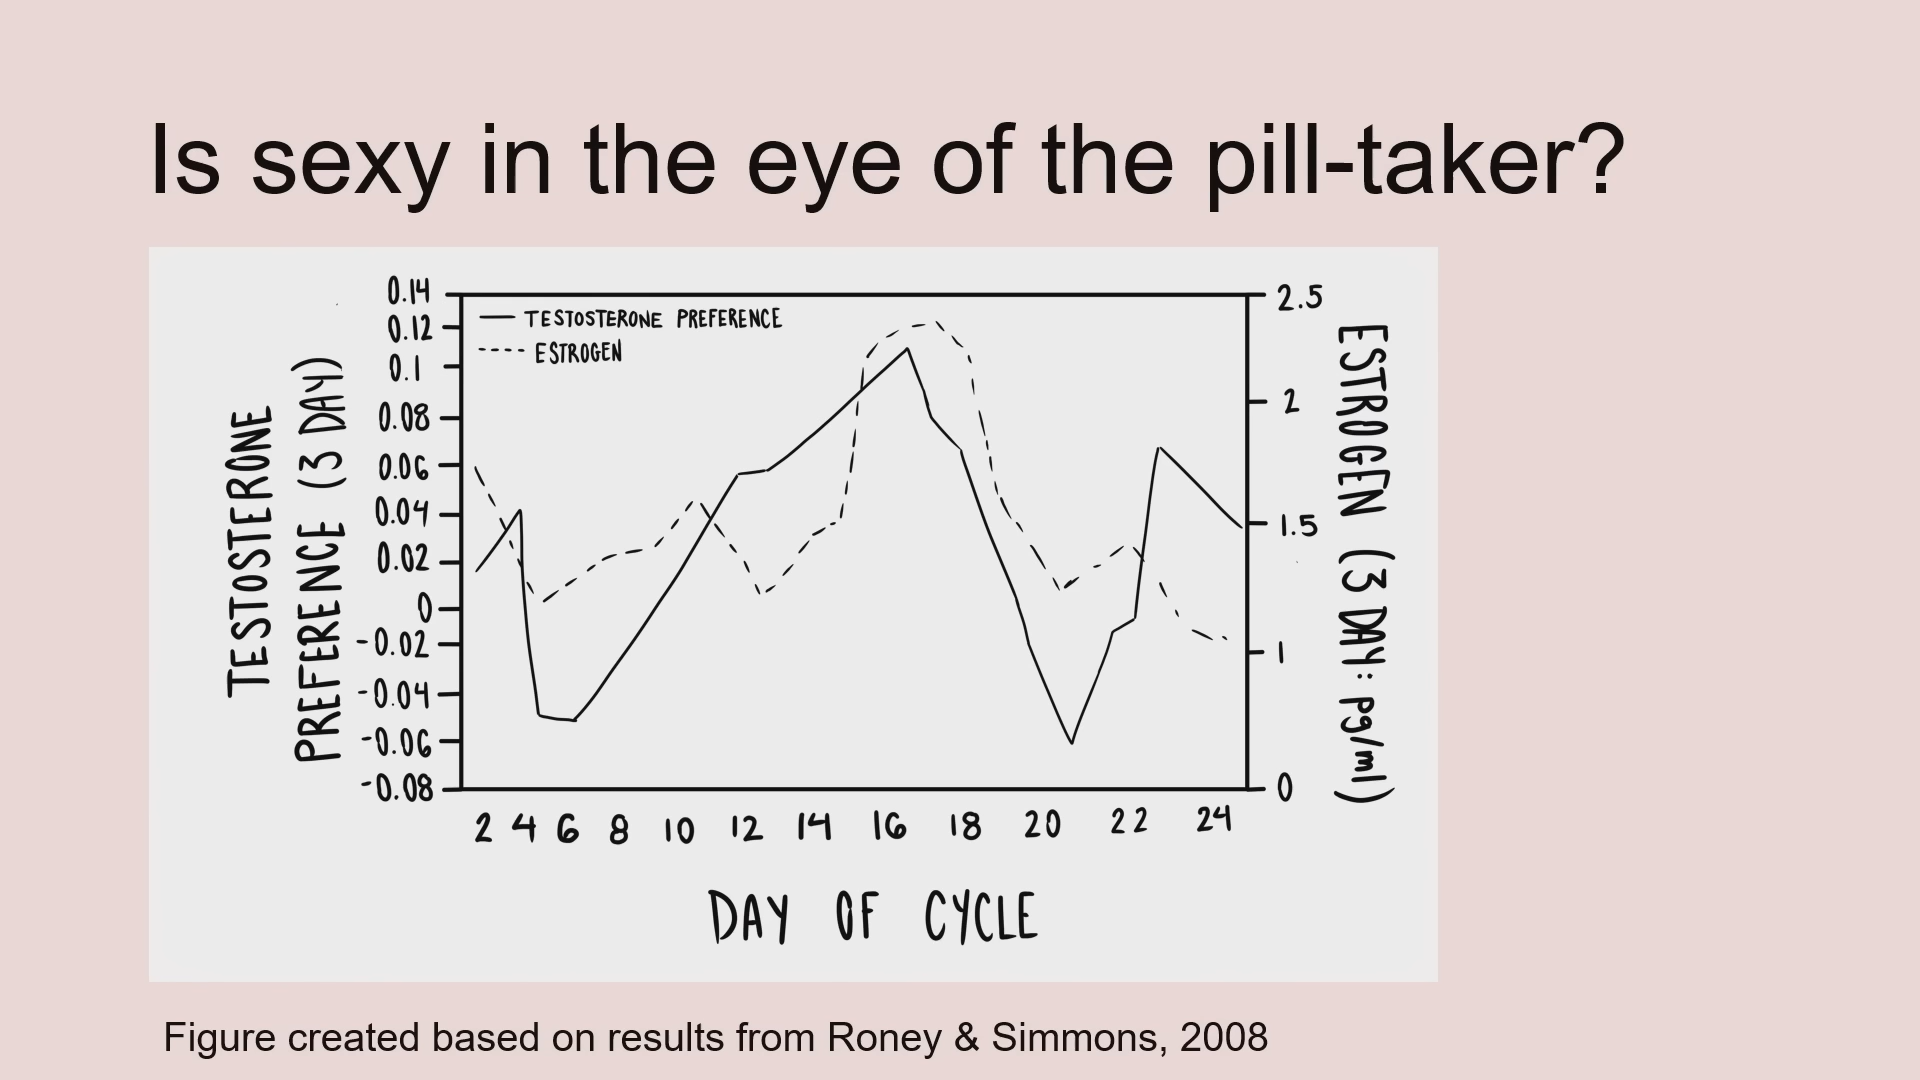 Is sexy in the eye of the pill-taker?
TESTOSTERONE
PREFERENCE (3 DAY)
0.14
0.12
0.1
0.08
0.06
0.04
0.02
0
-0.02
-0.04
-0.06
-0.08
TESTOSTERONE PREFERENCE
ESTROGEN
2.5
2
1.5
1
0
ESTROGEN (3 DAY: pg/ml)
2 4 6 8 10 12 14 16 18 20 22 24
DAY OF CYCLE
Figure created based on results from Roney & Simmons, 2008